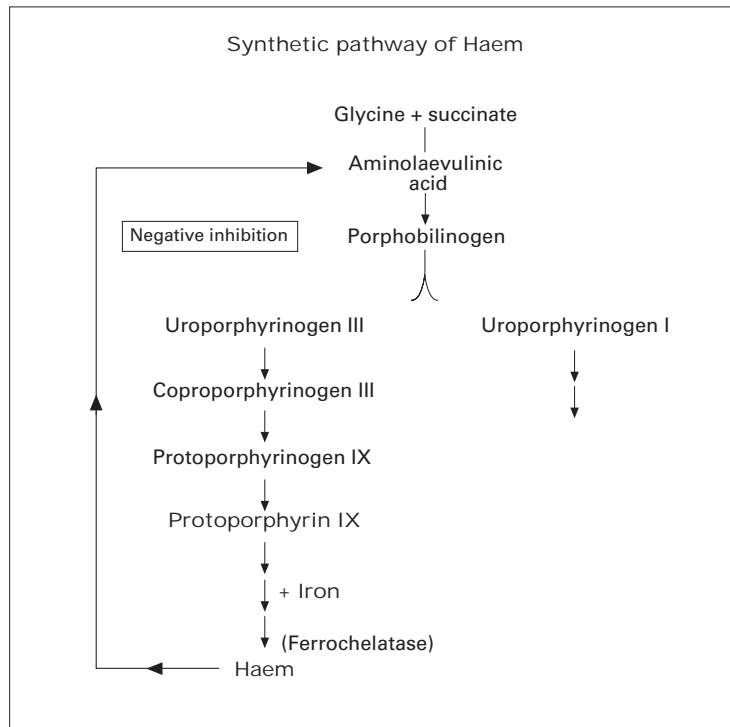 Synthetic pathway of Haem
Glycine + succinate
Aminolaevulinic
acid
Negative inhibition
Porphobilinogen
Uroporphyrinogen III
Uroporphyrinogen I
Coproporphyrinogen III
Protoporphyrinogen IX
Protoporphyrin IX
+ Iron
(Ferrochelatase)
Haem